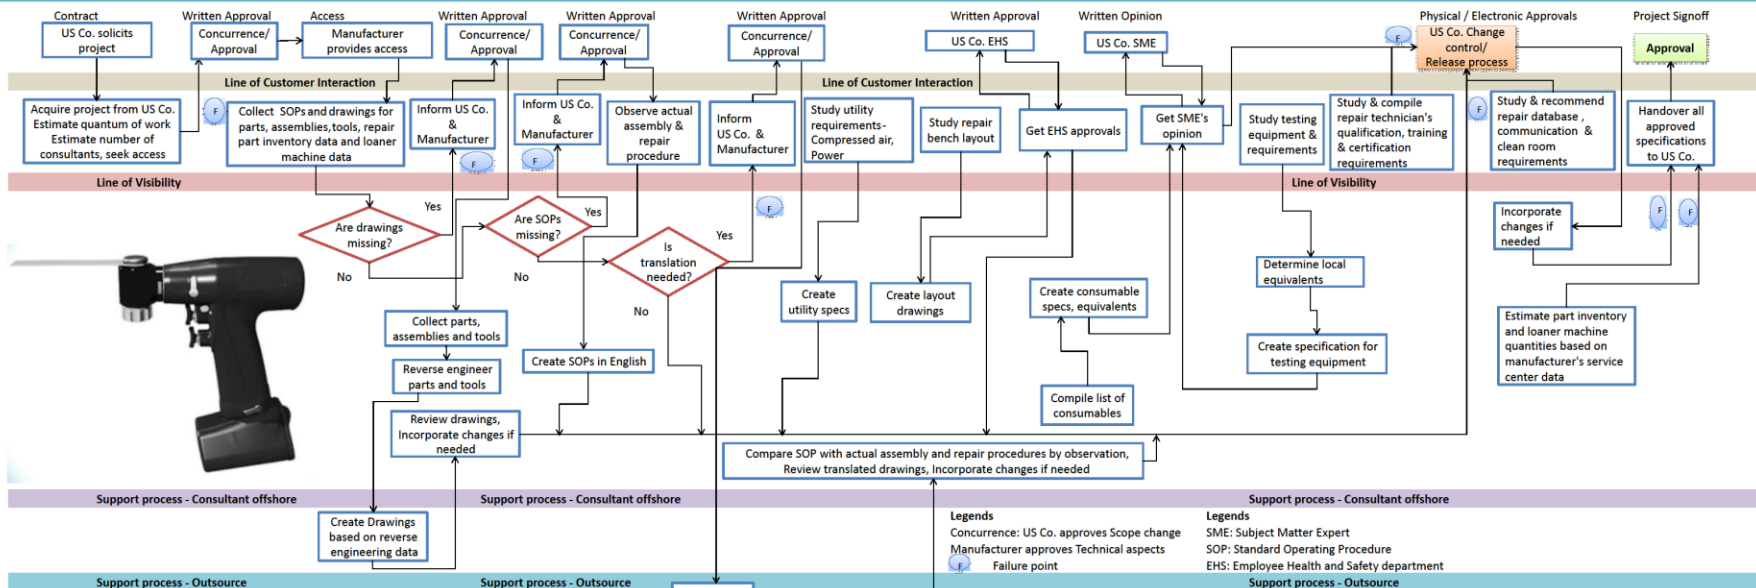 Contract
Written Approval
Access
Written Approval
Written Approval
Written Approval
Written Approval
Written Opinion
Physical / Electronic Approvals
Project Signoff
US Co. solicits
project
Concurrence/
Approval
Manufacturer
provides access
Concurrence/
Approval
Concurrence/
Approval
Concurrence/
Approval
US Co. EHS
US Co. SME
F
US Co. Change
control/
Release process
Approval
Line of Customer Interaction
Line of Customer Interaction
Acquire project from US Co.
Estimate quantum of work
Estimate number of
consultants, seek access
F
Collect SOPs and drawings for
parts, assemblies,tools, repair
part inventory data and loaner
machine data
Inform US Co.
&
Manufacturer
F
Inform US Co.
&
Manufacturer
F
Observe actual
assembly &
repair
procedure
Inform
US Co. &
Manufacturer
Study utility
requirements-
Compressed air,
Power
Study repair
bench layout
Get EHS approvals
Get SME's
opinion
Study testing
equipment &
requirements
Study & compile
repair technician's
qualification, training
& certification
requirements
F
Study & recommend
repair database ,
communication &
clean room
requirements
Handover all
approved
specifications
to US Co.
Line of Visibility
Line of Visibility
Are drawings
missing?
Yes
No
Are SOPs
missing?
Yes
No
Is
translation
needed?
Yes
No
F
Incorporate
changes if
needed
F
F
Determine local
equivalents
Create
utility specs
Create layout
drawings
Create consumable
specs, equivalents
Collect parts,
assemblies and tools
Create SOPs in English
Create specification for
testing equipment
Estimate part inventory
and loaner machine
quantities based on
manufacturer's service
center data
Reverse engineer
parts and tools
Compile list of
consumables
Review drawings,
Incorporate changes if
needed
Compare SOP with actual assembly and repair procedures by observation,
Review translated drawings, Incorporate changes if needed
Support process - Consultant offshore
Support process - Consultant offshore
Support process - Consultant offshore
Create Drawings
based on reverse
engineering data
Legends
Concurrence: US Co. approves Scope change
Manufacturer approves Technical aspects
F
Failure point
Legends
SME: Subject Matter Expert
SOP: Standard Operating Procedure
EHS: Employee Health and Safety department
Support process - Outsource
Support process - Outsource
Support process - Outsource